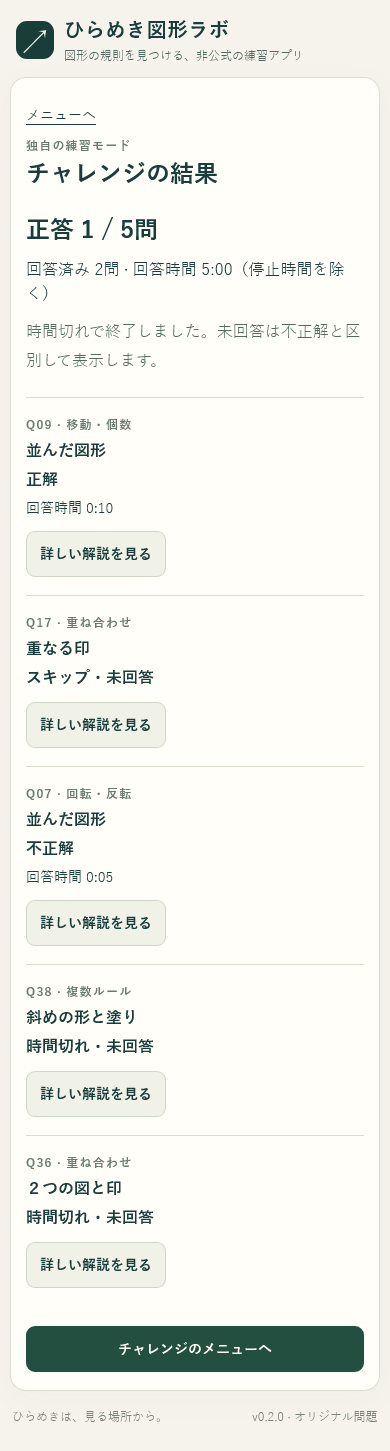 ひらめき図形ラボ
図形の規則を見つける、非公式の練習アプリ
メニューへ
独自の練習モード
チャレンジの結果
正答 1 / 5問
回答済み 2問 · 回答時間 5:00（停止時間を除
く）
時間切れで終了しました。未回答は不正解と区
別して表示します。
Q09 · 移動・個数
並んだ図形
正解
回答時間 0:10
詳しい解説を見る
Q17 · 重ね合わせ
重なる印
スキップ・未回答
詳しい解説を見る
Q07 · 回転・反転
並んだ図形
不正解
回答時間 0:05
詳しい解説を見る
Q38 · 複数ルール
斜めの形と塗り
時間切れ・未回答
詳しい解説を見る
Q36 · 重ね合わせ
２つの図と印
時間切れ・未回答
詳しい解説を見る
チャレンジのメニューへ
ひらめきは、見る場所から。
v0.2.0 · オリジナル問題